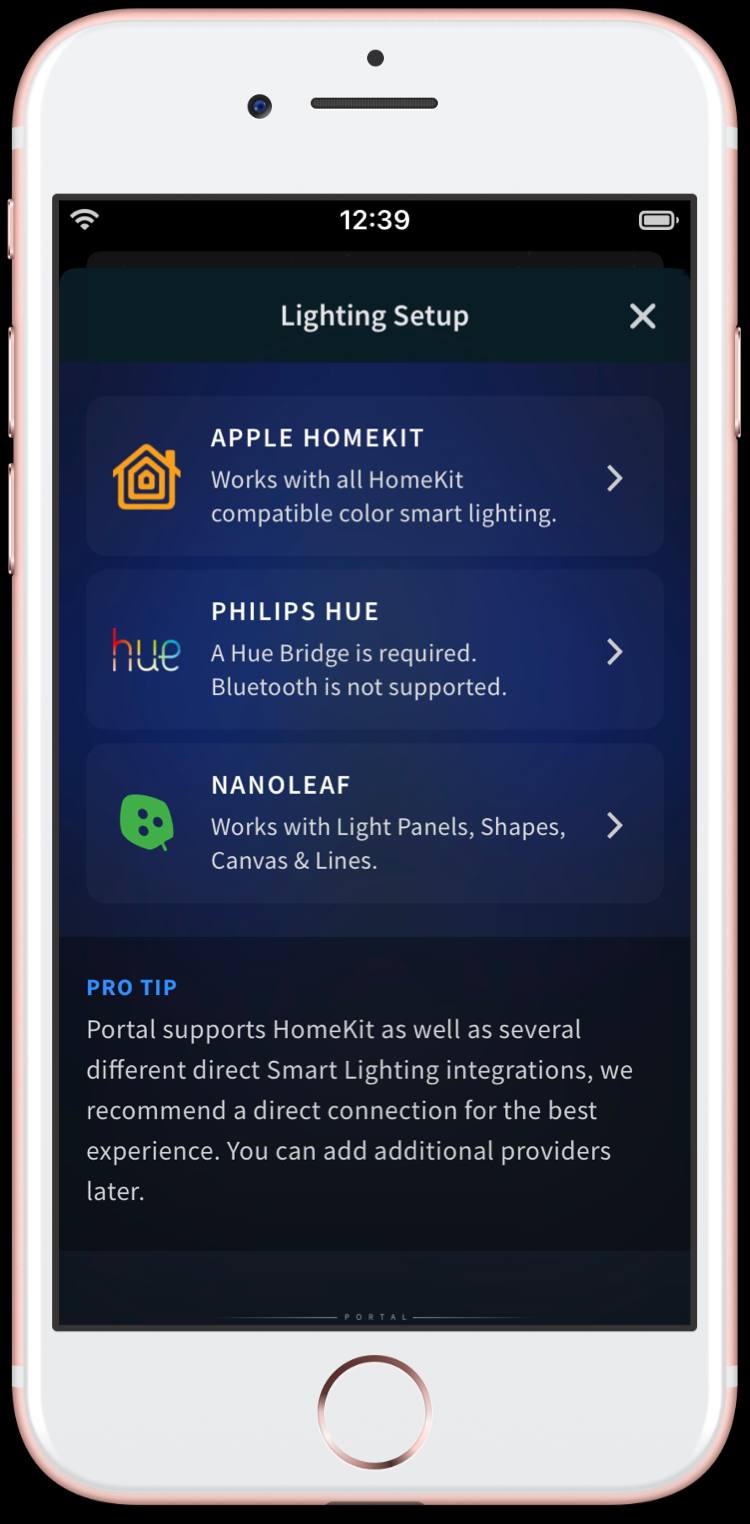 12:39
Lighting Setup
APPLE HOMEKIT
Works with all HomeKit
compatible color smart lighting.
hue
PHILIPS HUE
A Hue Bridge is required.
Bluetooth is not supported.
NANOLEAF
Works with Light Panels, Shapes,
Canvas & Lines.
PRO TIP
Portal supports HomeKit as well as several
different direct Smart Lighting integrations, we
recommend a direct connection for the best
experience. You can add additional providers
later.
PORTAL